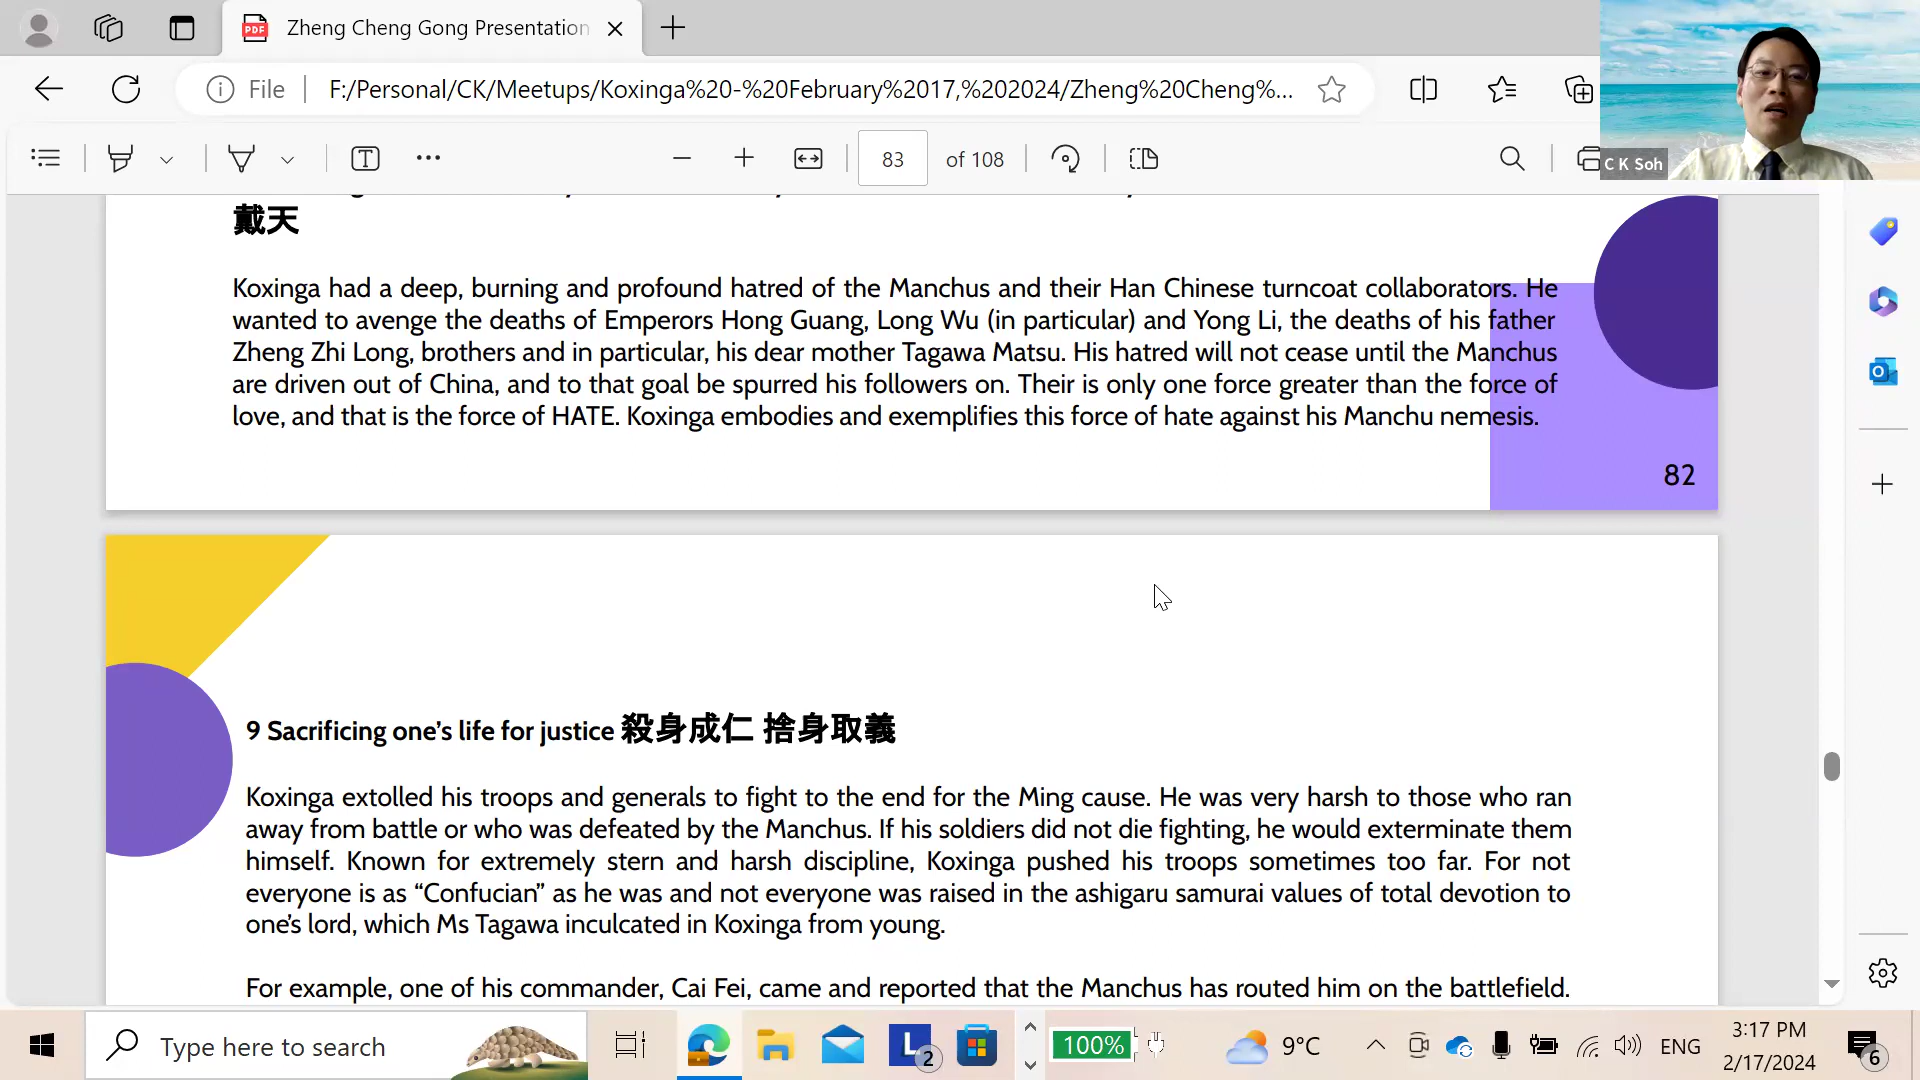 Zheng Cheng Gong Presentation
File
F:/Personal/CK/Meetups/Koxinga%20-%20February%2017,%202024/Zheng%20Cheng%...
83 of 108
C K Soh
戴天
Koxinga had a deep, burning and profound hatred of the Manchus and their Han Chinese turncoat collaborators. He
wanted to avenge the deaths of Emperors Hong Guang, Long Wu (in particular) and Yong Li, the deaths of his father
Zheng Zhi Long, brothers and in particular, his dear mother Tagawa Matsu. His hatred will not cease until the Manchus
are driven out of China, and to that goal be spurred his followers on. Their is only one force greater than the force of
love, and that is the force of HATE. Koxinga embodies and exemplifies this force of hate against his Manchu nemesis.
82
9 Sacrificing one's life for justice 殺身成仁 捨身取義
Koxinga extolled his troops and generals to fight to the end for the Ming cause. He was very harsh to those who ran
away from battle or who was defeated by the Manchus. If his soldiers did not die fighting, he would exterminate them
himself. Known for extremely stern and harsh discipline, Koxinga pushed his troops sometimes too far. For not
everyone is as “Confucian” as he was and not everyone was raised in the ashigaru samurai values of total devotion to
one's lord, which Ms Tagawa inculcated in Koxinga from young.
For example, one of his commander, Cai Fei, came and reported that the Manchus has routed him on the battlefield.
Type here to search
L 2
100%
9°C
ENG
3:17 PM
2/17/2024
6